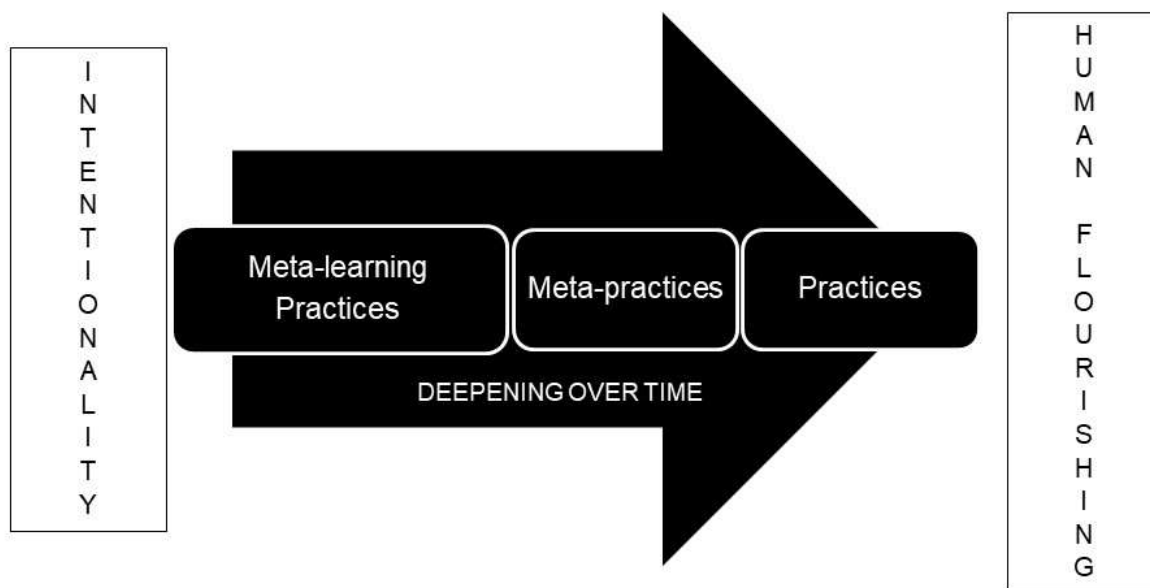 INTENTIONALITY
Meta-learning
Practices
Meta-practices
Practices
DEEPENING OVER TIME
HUMAN FLOURISHING